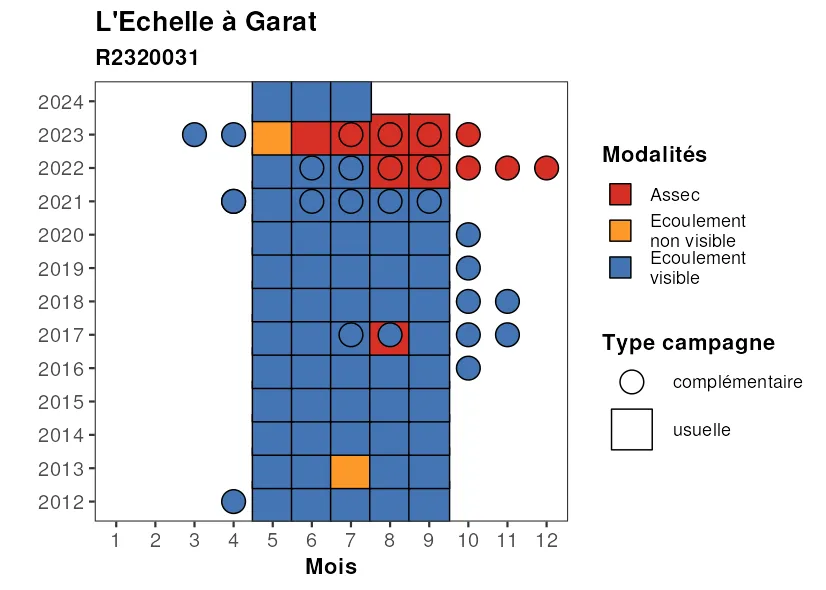 L'Echelle à Garat
R2320031
2024
2023
2022
2021
2020
2019
2018
2017
2016
2015
2014
2013
2012
1 2 3 4 5 6 7 8 9 10 11 12
Mois
Modalités
Assec
Ecoulement
non visible
Ecoulement
visible
Type campagne
complémentaire
usuelle